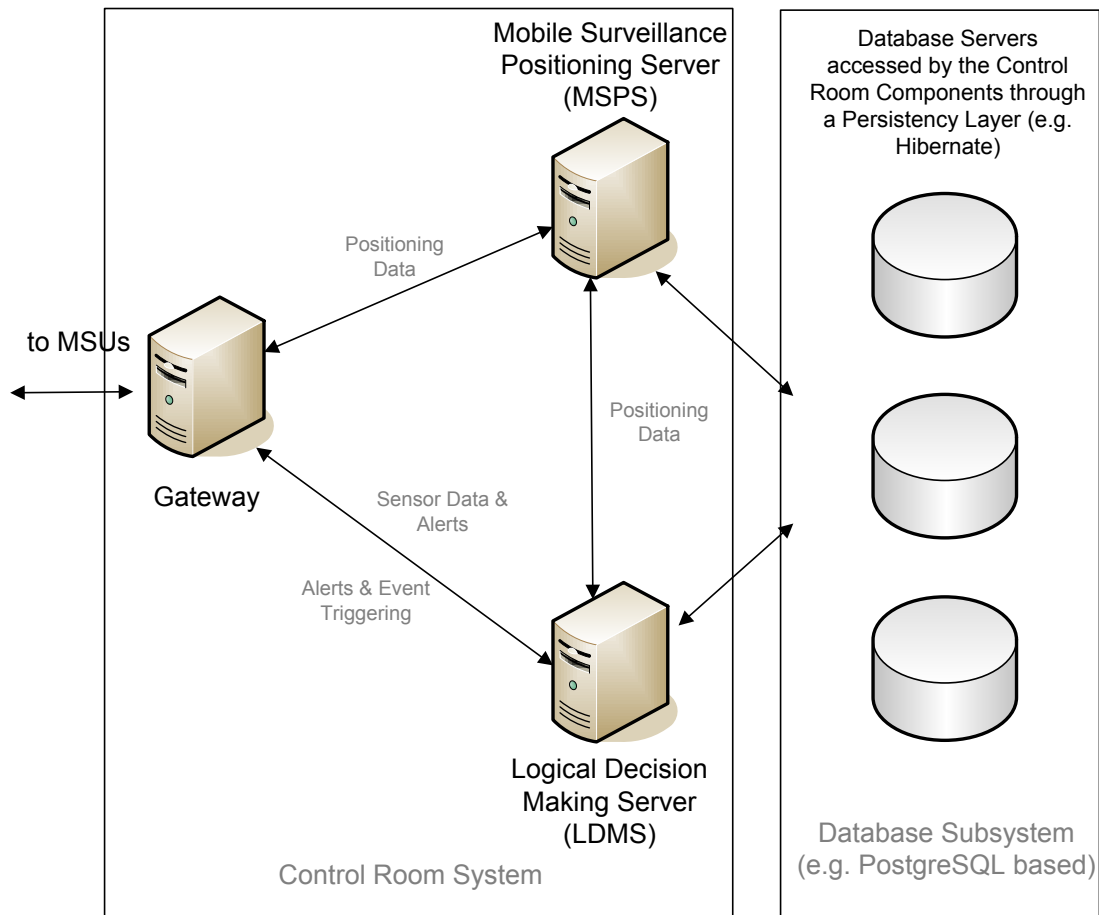 Mobile Surveillance
Positioning Server
(MSPS)
Database Servers
accessed by the Control
Room Components through
a Persistency Layer (e.g.
Hibernate)
Positioning
Data
to MSUs
Gateway
Positioning
Data
Sensor Data &
Alerts
Alerts & Event
Triggering
Logical Decision
Making Server
(LDMS)
Control Room System
Database Subsystem
(e.g. PostgreSQL based)